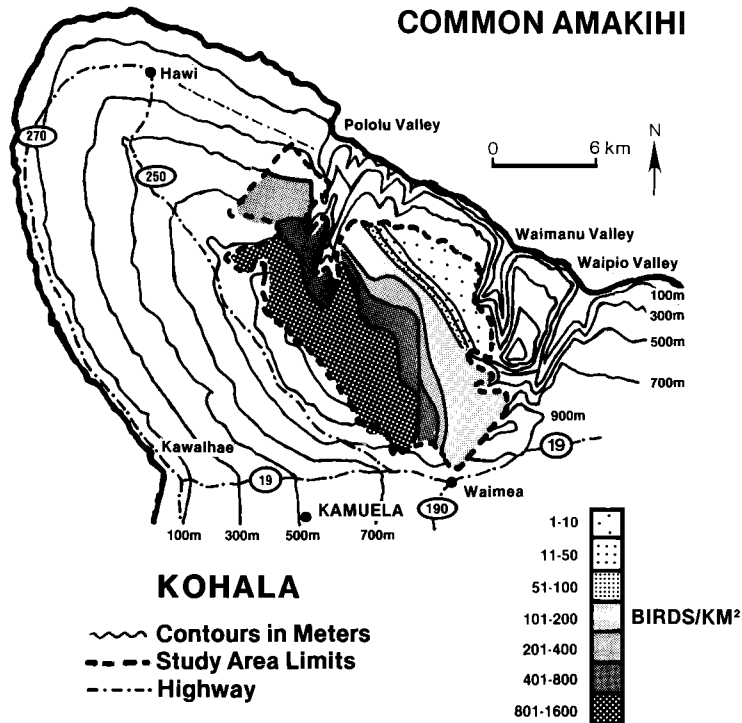 COMMON AMAKIHI
Hawi
270
250
Pololu Valley
0 6 km
N
Waimanu Valley
Waipio Valley
100m
300m
500m
700m
900m
19
Kawaihae
19
190
Waimea
KAMUELA
100m 300m 500m 700m
KOHALA
Contours in Meters
Study Area Limits
Highway
1-10
11-50
51-100
101-200
201-400
401-800
801-1600
BIRDS/KM²